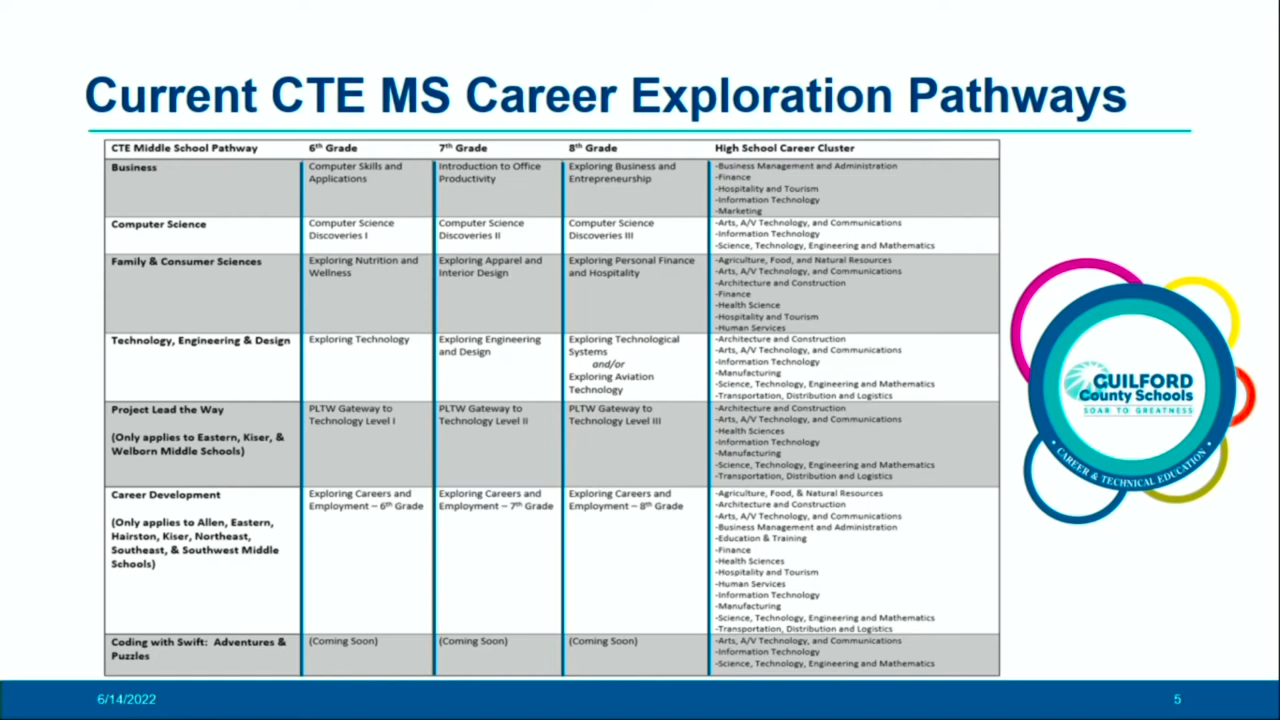 Current CTE MS Career Exploration Pathways
CTE Middle School Pathway 6th Grade 7th Grade 8th Grade High School Career Cluster
Business
Computer Skills and
Applications
Introduction to Office
Productivity
Exploring Business and
Entrepreneurship
-Business Management and Administration
-Finance
-Hospitality and Tourism
-Information Technology
-Marketing
Computer Science
Computer Science
Discoveries I
Computer Science
Discoveries II
Computer Science
Discoveries III
-Arts, A/V Technology, and Communications
-Information Technology
-Science, Technology, Engineering and Mathematics
Family & Consumer Sciences
Exploring Nutrition and
Wellness
Exploring Apparel and
Interior Design
Exploring Personal Finance
and Hospitality
-Agriculture, Food, and Natural Resources
-Arts, A/V Technology, and Communications
-Architecture and Construction
-Finance
-Health Science
-Hospitality and Tourism
-Human Services
Technology, Engineering & Design
Exploring Technology
Exploring Engineering
and Design
Exploring Technological
Systems
and/or
Exploring Aviation
Technology
-Architecture and Construction
-Arts, A/V Technology, and Communications
-Information Technology
-Manufacturing
-Science, Technology, Engineering and Mathematics
-Transportation, Distribution and Logistics
Project Lead the Way
(Only applies to Eastern, Kiser, &
Welborn Middle Schools)
PLTW Gateway to
Technology Level I
PLTW Gateway to
Technology Level II
PLTW Gateway to
Technology Level III
-Architecture and Construction
-Arts, A/V Technology, and Communications
-Health Sciences
-Information Technology
-Manufacturing
-Science, Technology, Engineering and Mathematics
-Transportation, Distribution and Logistics
Career Development
(Only applies to Allen, Eastern,
Hairston, Kiser, Northeast,
Southeast, & Southwest Middle
Schools)
Exploring Careers and
Employment – 6th Grade
Exploring Careers and
Employment – 7th Grade
Exploring Careers and
Employment – 8th Grade
-Agriculture, Food, & Natural Resources
-Architecture and Construction
-Arts, A/V Technology, and Communications
-Business Management and Administration
-Education & Training
-Finance
-Health Sciences
-Hospitality and Tourism
-Human Services
-Information Technology
-Manufacturing
-Science, Technology, Engineering and Mathematics
-Transportation, Distribution and Logistics
Coding with Swift: Adventures &
Puzzles
(Coming Soon)
(Coming Soon)
(Coming Soon)
-Arts, A/V Technology, and Communications
-Information Technology
-Science, Technology, Engineering and Mathematics
GUILFORD
County Schools
SOAR TO GREATNESS
• CAREER & TECHNICAL EDUCATION •
6/14/2022
5